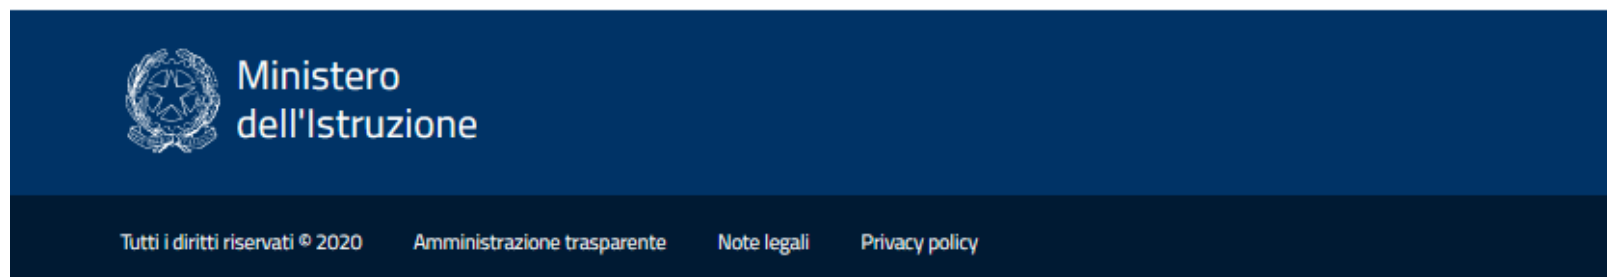 Ministero
dell'Istruzione
Tutti i diritti riservati © 2020 Amministrazione trasparente Note legali Privacy policy